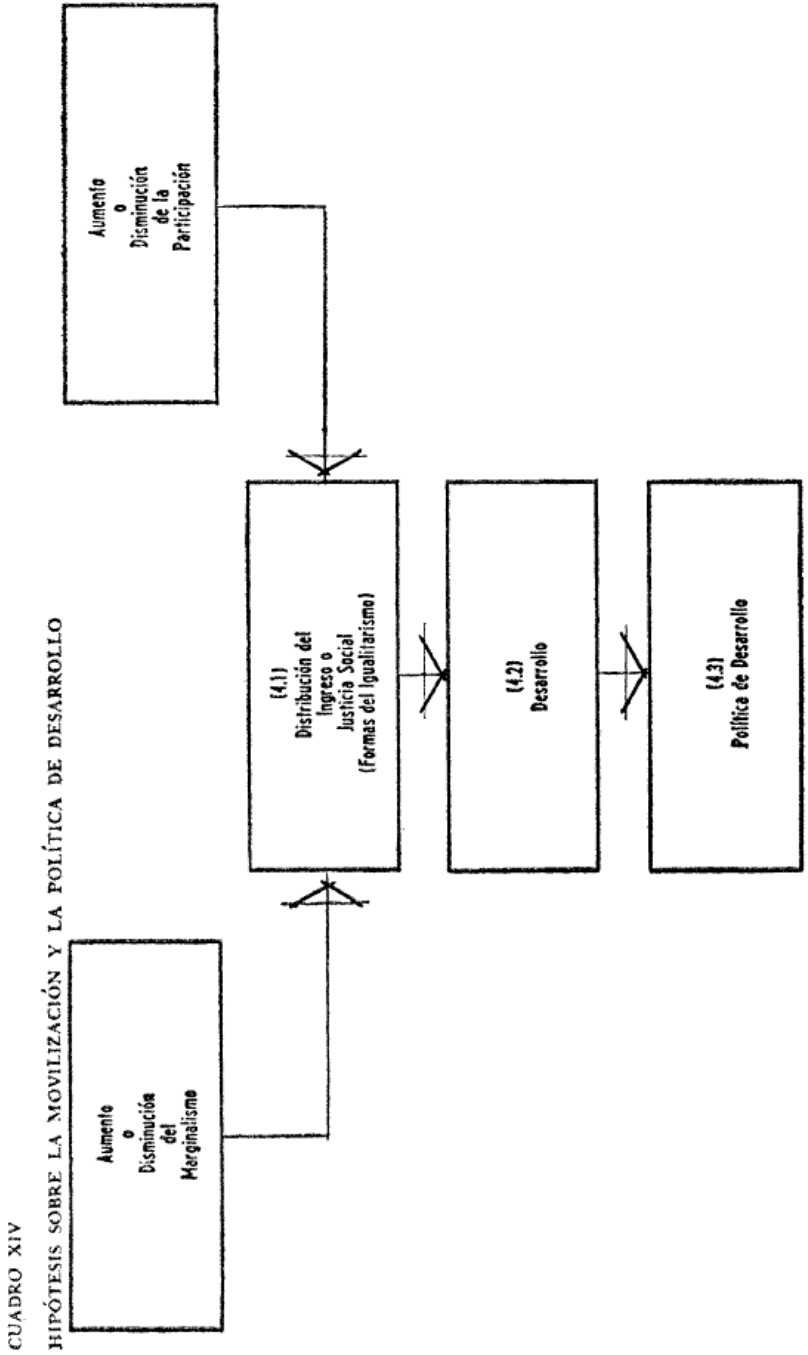 CUADRO XIV
HIPÓTESIS SOBRE LA MOVILIZACIÓN Y LA POLÍTICA DE DESARROLLO
Aumento
o
Disminución
del
Marginalismo
Aumento
o
Disminución
de la
Participación
(4.1)
Distribución del
Ingreso o
Justicia Social
(Formas del Igualitarismo)
(4.2)
Desarrollo
(4.3)
Política de Desarrollo